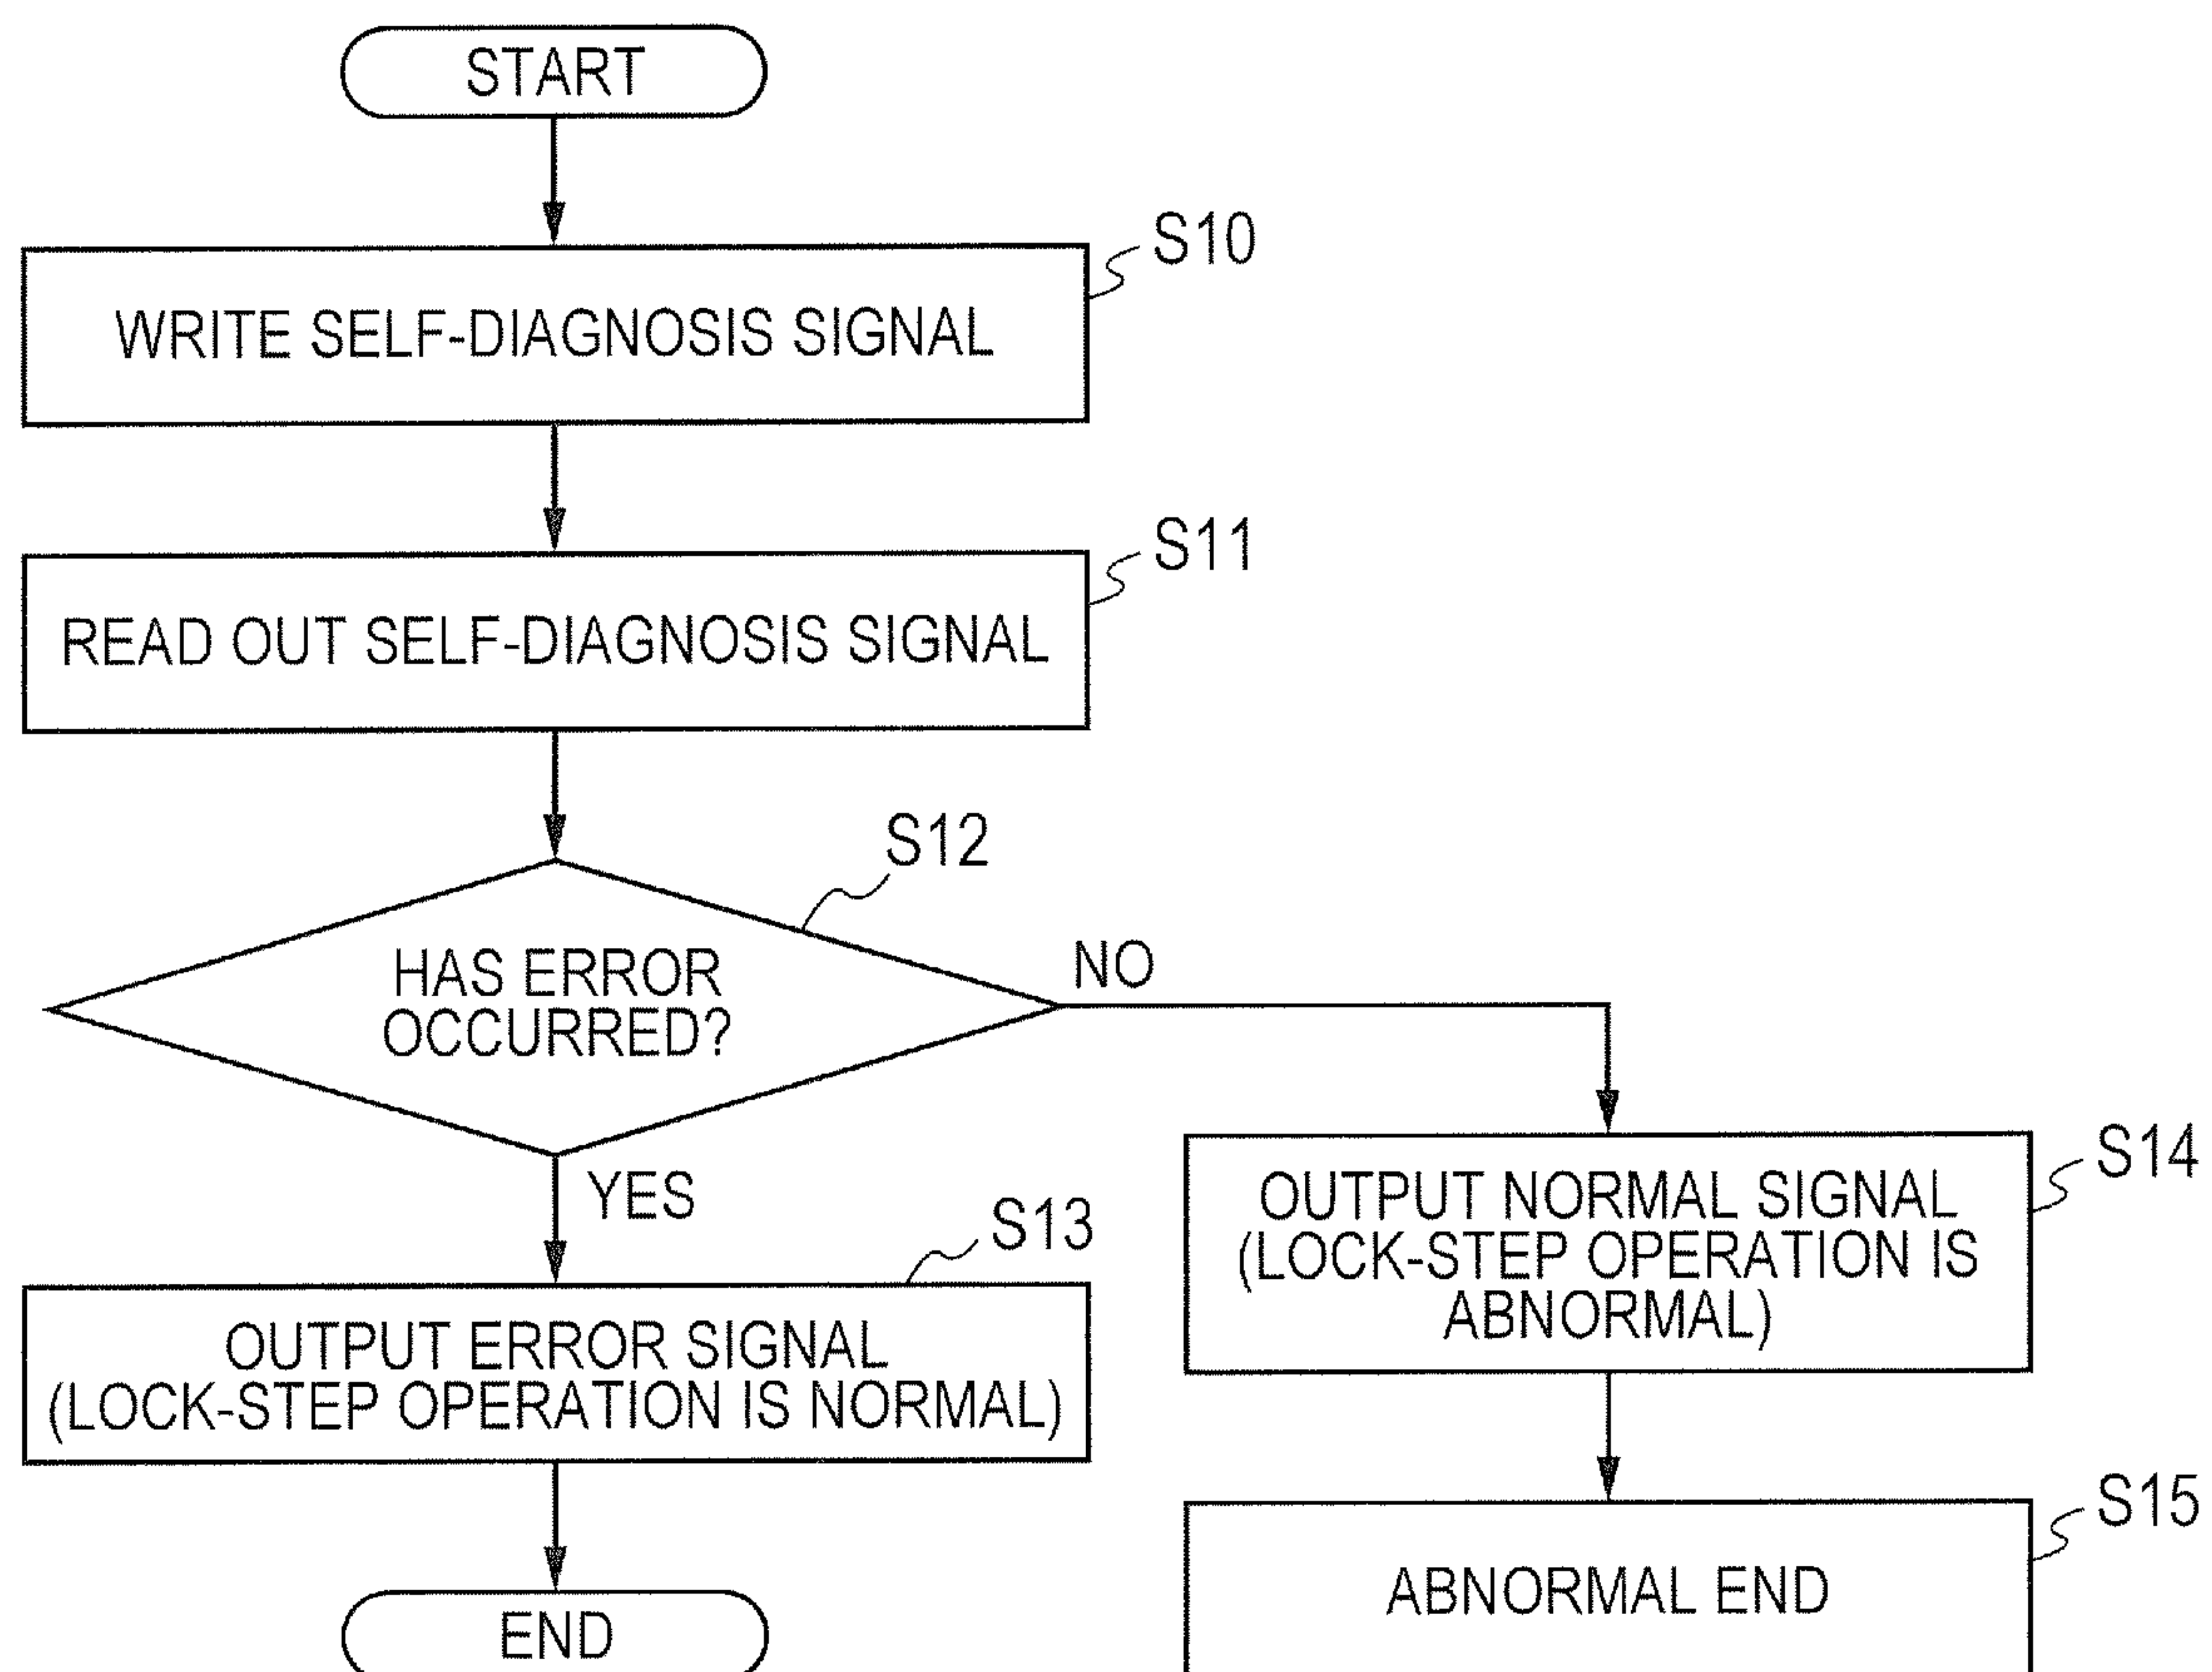 START
S10
WRITE SELF-DIAGNOSIS SIGNAL
S11
READ OUT SELF-DIAGNOSIS SIGNAL
S12
HAS ERROR
OCCURRED?
NO
YES
S13
OUTPUT ERROR SIGNAL
(LOCK-STEP OPERATION IS NORMAL)
END
S14
OUTPUT NORMAL SIGNAL
(LOCK-STEP OPERATION IS
ABNORMAL)
S15
ABNORMAL END